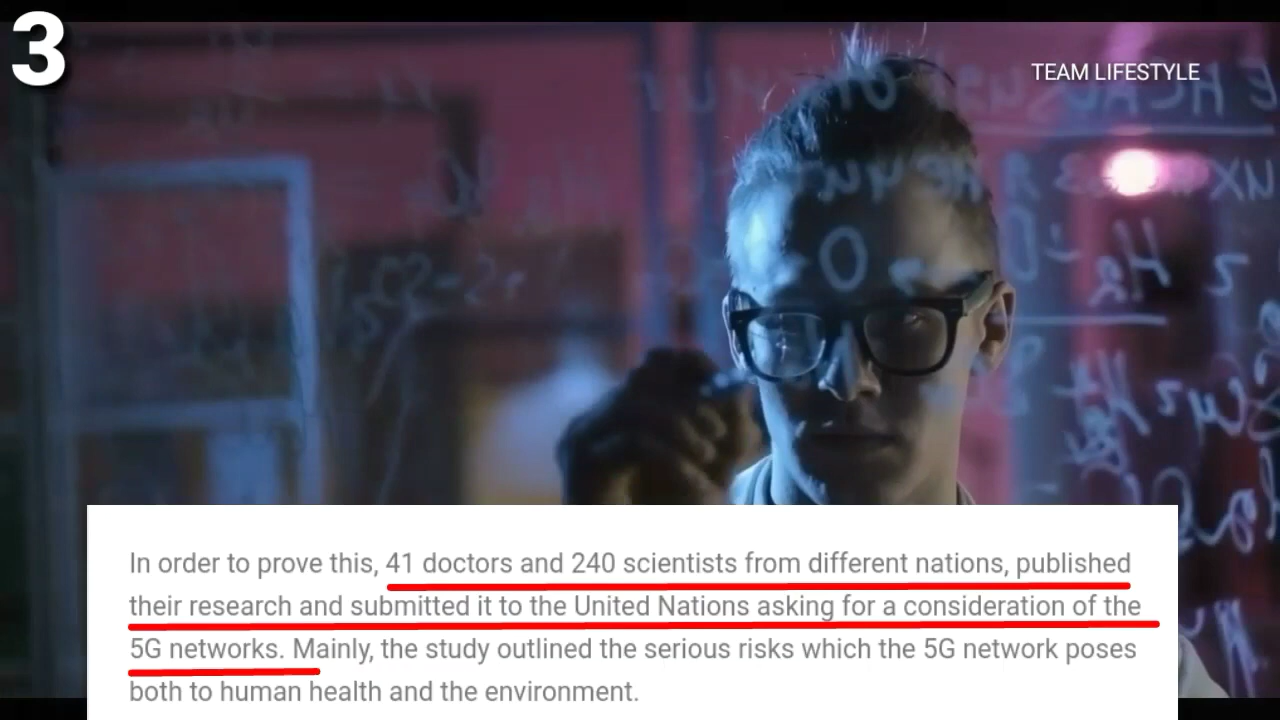 3
TEAM LIFESTYLE
In order to prove this, 41 doctors and 240 scientists from different nations, published
their research and submitted it to the United Nations asking for a consideration of the
5G networks. Mainly, the study outlined the serious risks which the 5G network poses
both to human health and the environment.